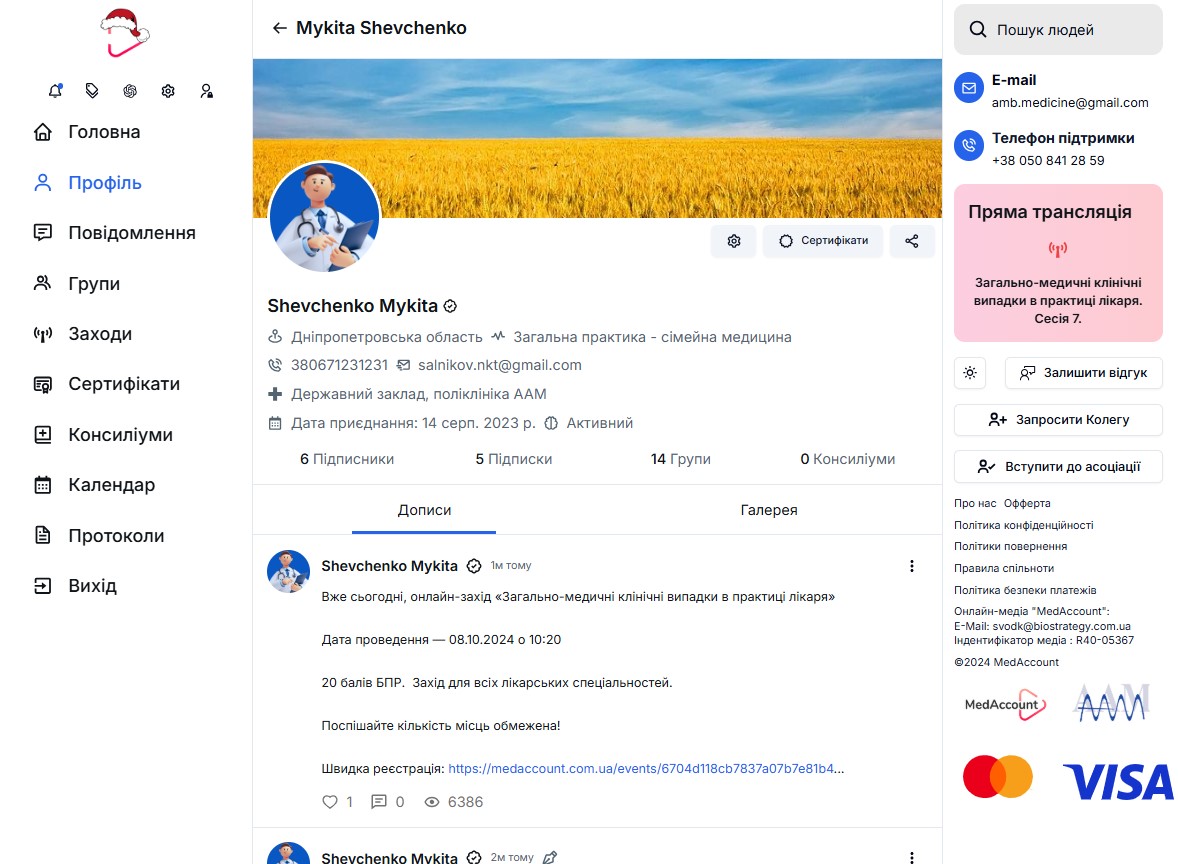 Головна
Профіль
Повідомлення
Групи
Заходи
Сертифікати
Консиліуми
Календар
Протоколи
Вихід
Mykita Shevchenko
Сертифікати
Shevchenko Mykita
Дніпропетровська область Загальна практика - сімейна медицина
380671231231 salnikov.nkt@gmail.com
Державний заклад, поліклініка ААМ
Дата приєднання: 14 серп. 2023 р. Активний
6 Підписники 5 Підписки 14 Групи 0 Консиліуми
Дописи Галерея
Shevchenko Mykita 1м тому
Вже сьогодні, онлайн-захід «Загально-медичні клінічні випадки в практиці лікаря»
Дата проведення — 08.10.2024 о 10:20
20 балів БПР. Захід для всіх лікарських спеціальностей.
Поспішайте кількість місць обмежена!
Швидка реєстрація: https://medaccount.com.ua/events/6704d118cb7837a07b7e81b4...
1 0 6386
Shevchenko Mykita 2м тому
Пошук людей
E-mail
amb.medicine@gmail.com
Телефон підтримки
+38 050 841 28 59
Пряма трансляція
Загально-медичні клінічні
випадки в практиці лікаря.
Сесія 7.
Залишити відгук
Запросити Колегу
Вступити до асоціації
Про нас Офферта
Політика конфіденційності
Політики повернення
Правила спільноти
Політика безпеки платежів
Онлайн-медіа "MedAccount":
E-Mail: svodk@biostrategy.com.ua
Індентифікатор медіа : R40-05367
©2024 MedAccount
MedAccount AAM
VISA